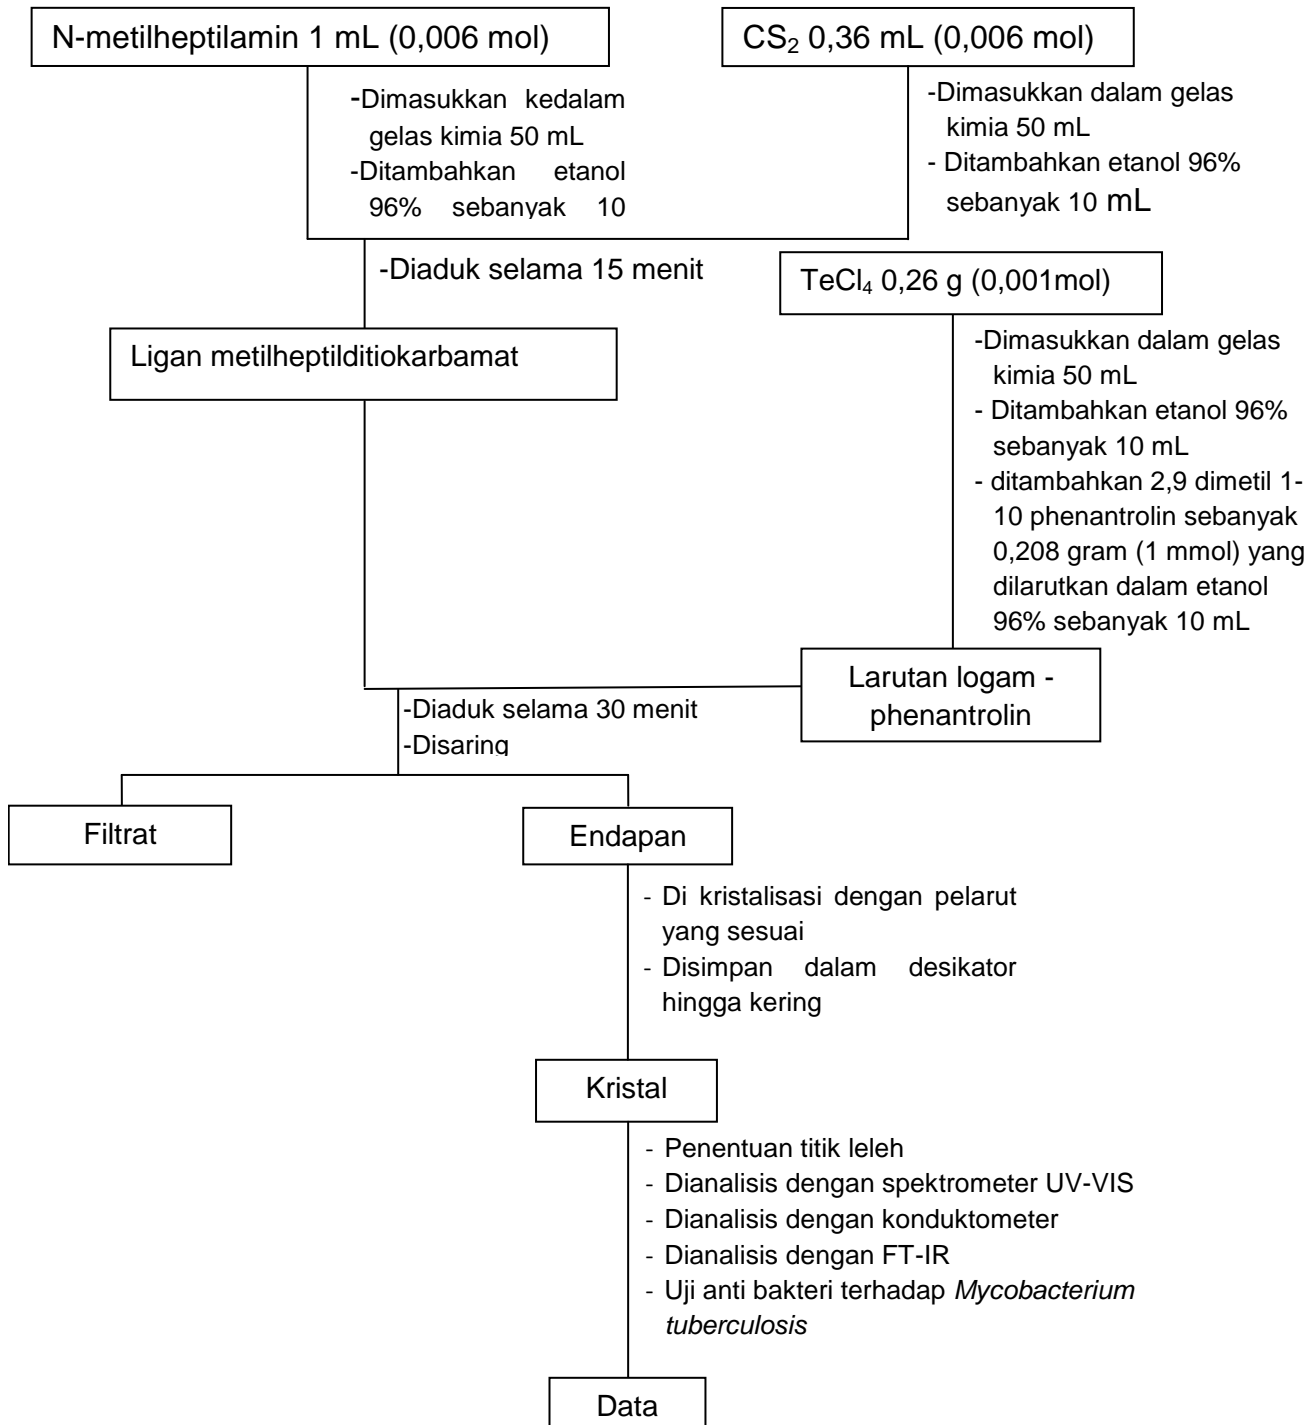 N-metilheptilamin 1 mL (0,006 mol)
CS₂ 0,36 mL (0,006 mol)
-Dimasukkan kedalam
gelas kimia 50 mL
-Ditambahkan etanol
96% sebanyak 10
-Dimasukkan dalam gelas
kimia 50 mL
- Ditambahkan etanol 96%
sebanyak 10 mL
-Diaduk selama 15 menit
TeCl₄ 0,26 g (0,001mol)
Ligan metilheptilditiokarbamat
-Dimasukkan dalam gelas
kimia 50 mL
- Ditambahkan etanol 96%
sebanyak 10 mL
- ditambahkan 2,9 dimetil 1-
10 phenantrolin sebanyak
0,208 gram (1 mmol) yang
dilarutkan dalam etanol
96% sebanyak 10 mL
Larutan logam -
phenantrolin
-Diaduk selama 30 menit
-Disaring
Filtrat
Endapan
- Di kristalisasi dengan pelarut
yang sesuai
- Disimpan dalam desikator
hingga kering
Kristal
- Penentuan titik leleh
- Dianalisis dengan spektrometer UV-VIS
- Dianalisis dengan konduktometer
- Dianalisis dengan FT-IR
- Uji anti bakteri terhadap Mycobacterium
tuberculosis
Data